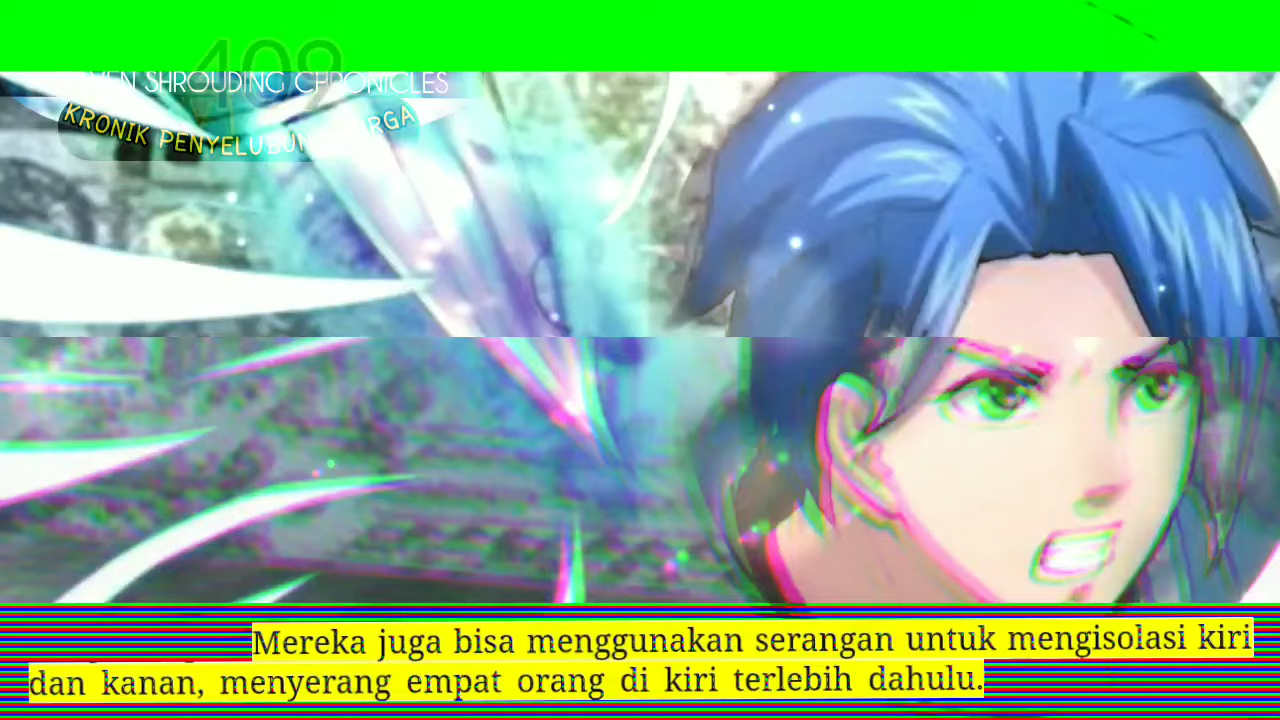 409
SHROUDING CHRONICLES
KRONIK
Mereka juga bisa menggunakan serangan untuk mengisolasi kiri
dan kanan, menyerang empat orang di kiri terlebih dahulu.